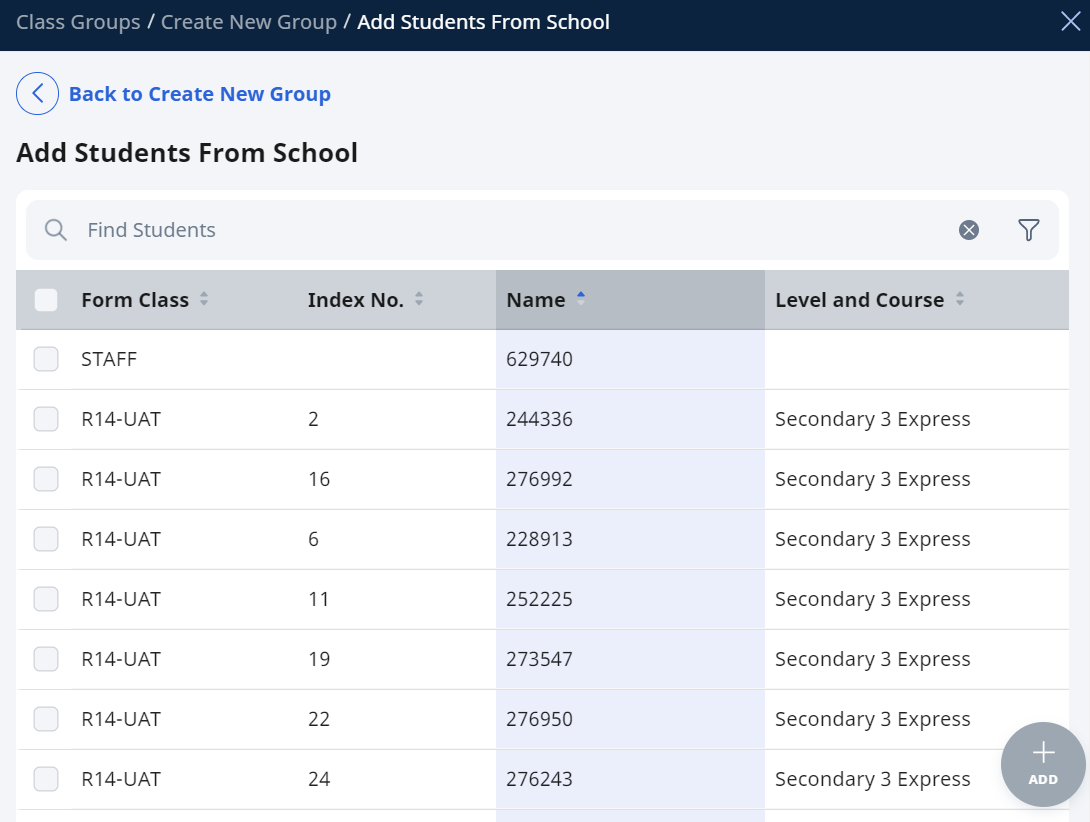 Class Groups / Create New Group / Add Students From School
Back to Create New Group
Add Students From School
Find Students
Form Class Index No. Name Level and Course
STAFF 629740
R14-UAT 2 244336 Secondary 3 Express
R14-UAT 16 276992 Secondary 3 Express
R14-UAT 6 228913 Secondary 3 Express
R14-UAT 11 252225 Secondary 3 Express
R14-UAT 19 273547 Secondary 3 Express
R14-UAT 22 276950 Secondary 3 Express
R14-UAT 24 276243 Secondary 3 Express
ADD